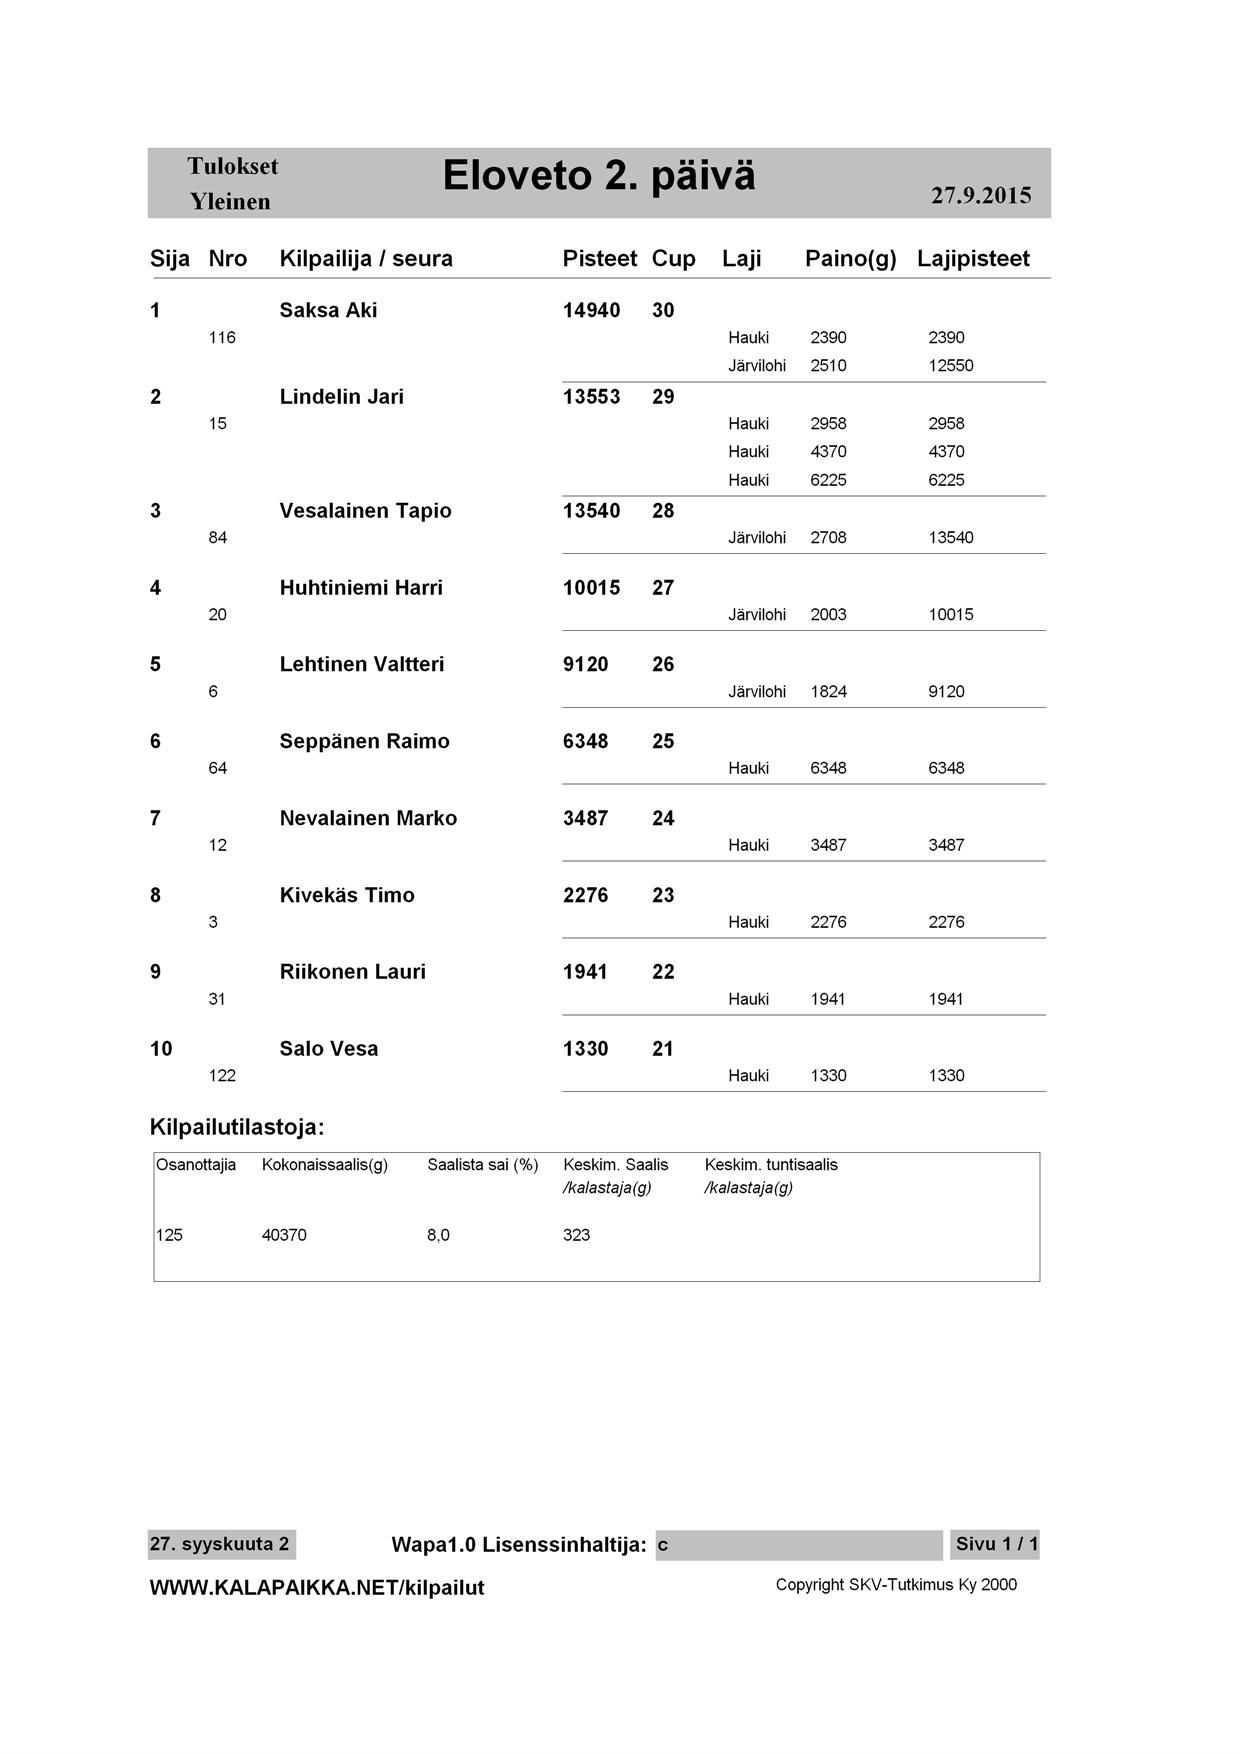 Tulokset
Yleinen
Eloveto 2. päivä
27.9.2015
Sija Nro Kilpailija / seura Pisteet Cup Laji Paino(g) Lajipisteet
1 Saksa Aki 14940 30
116 Hauki 2390 2390
Järvilohi 2510 12550
2 Lindelin Jari 13553 29
15 Hauki 2958 2958
Hauki 4370 4370
Hauki 6225 6225
3 Vesalainen Tapio 13540 28
84 Järvilohi 2708 13540
4 Huhtiniemi Harri 10015 27
20 Järvilohi 2003 10015
5 Lehtinen Valtteri 9120 26
6 Järvilohi 1824 9120
6 Seppänen Raimo 6348 25
64 Hauki 6348 6348
7 Nevalainen Marko 3487 24
12 Hauki 3487 3487
8 Kivekäs Timo 2276 23
3 Hauki 2276 2276
9 Riikonen Lauri 1941 22
31 Hauki 1941 1941
10 Salo Vesa 1330 21
122 Hauki 1330 1330
Kilpailutilastoja:
Osanottajia Kokonaissaalis(g) Saalista sai (%) Keskim. Saalis Keskim. tuntisaalis
/kalastaja(g) /kalastaja(g)
125 40370 8,0 323
27. syyskuuta 2 Wapa1.0 Lisenssinhaltija: c Sivu 1 / 1
WWW.KALAPAIKKA.NET/kilpailut Copyright SKV-Tutkimus Ky 2000